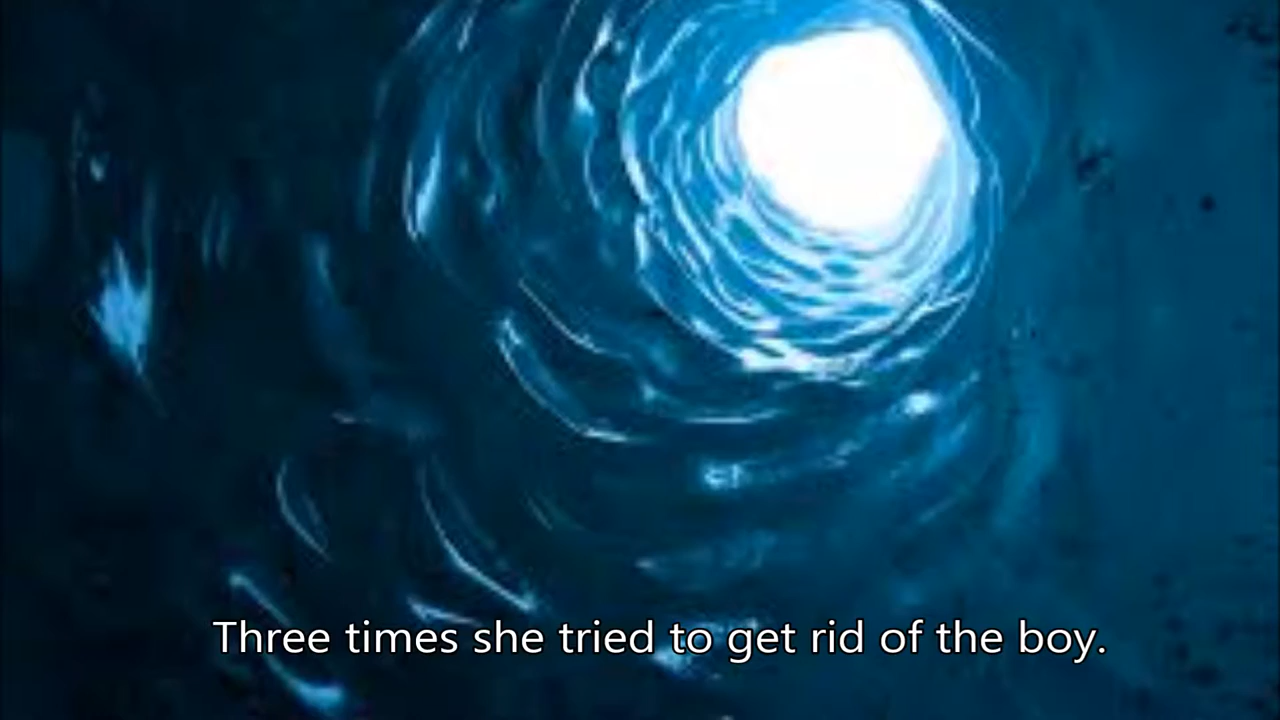 Three times she tried to get rid of the boy.